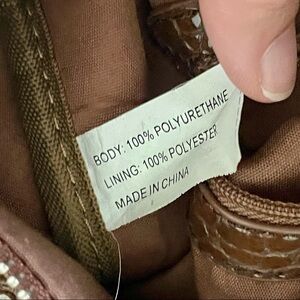 BODY: 100% POLYURETHANE
LINING: 100% POLYESTER
MADE IN CHINA